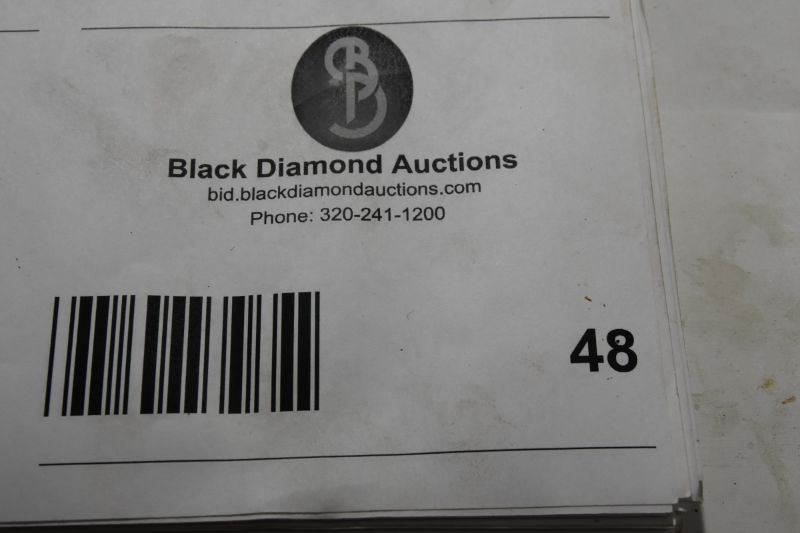 Black Diamond Auctions
bid.blackdiamondauctions.com
Phone: 320-241-1200
48